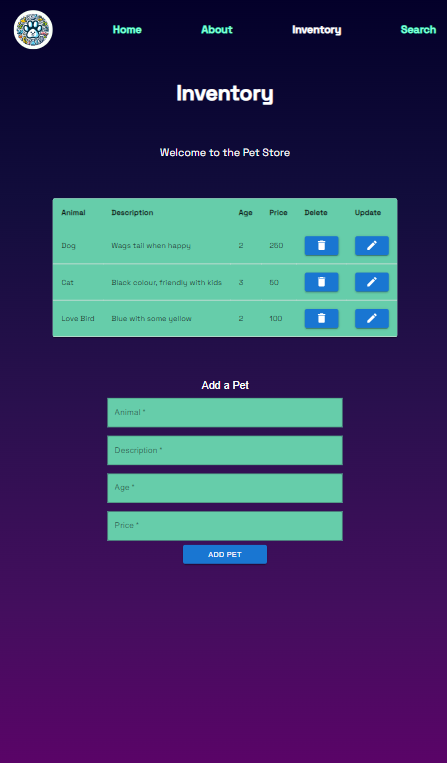 Home About Inventory Search
Inventory
Welcome to the Pet Store
Animal Description Age Price Delete Update
Dog Wags tail when happy 2 250
Cat Black colour, friendly with kids 3 50
Love Bird Blue with some yellow 2 100
Add a Pet
Animal *
Description *
Age *
Price *
ADD PET